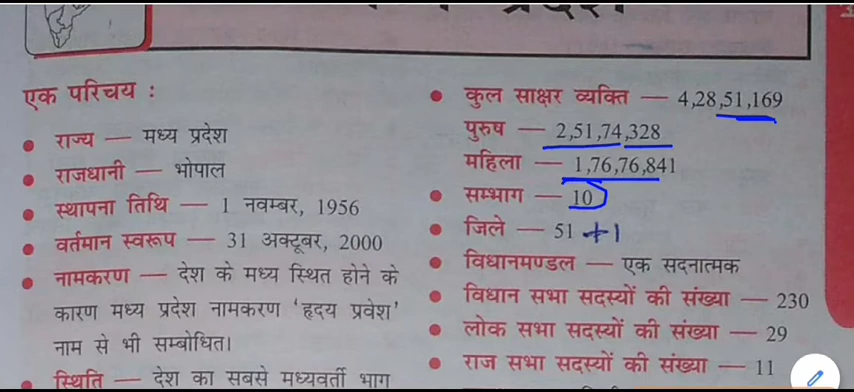 एक परिचय :
राज्य — मध्य प्रदेश
राजधानी — भोपाल
स्थापना तिथि — 1 नवम्बर, 1956
वर्तमान स्वरूप — 31 अक्टूबर, 2000
नामकरण — देश के मध्य स्थित होने के
कारण मध्य प्रदेश नामकरण 'हृदय प्रवेश'
नाम से भी सम्बोधित।
स्थिति — देश का सबसे मध्यवर्ती भाग
कुल साक्षर व्यक्ति — 4,28,51,169
पुरुष — 2,51,74,328
महिला — 1,76,76,841
सम्भाग — 10
जिले — 51 +1
विधानमण्डल — एक सदनात्मक
विधान सभा सदस्यों की संख्या — 230
लोक सभा सदस्यों की संख्या — 29
राज सभा सदस्यों की संख्या — 11